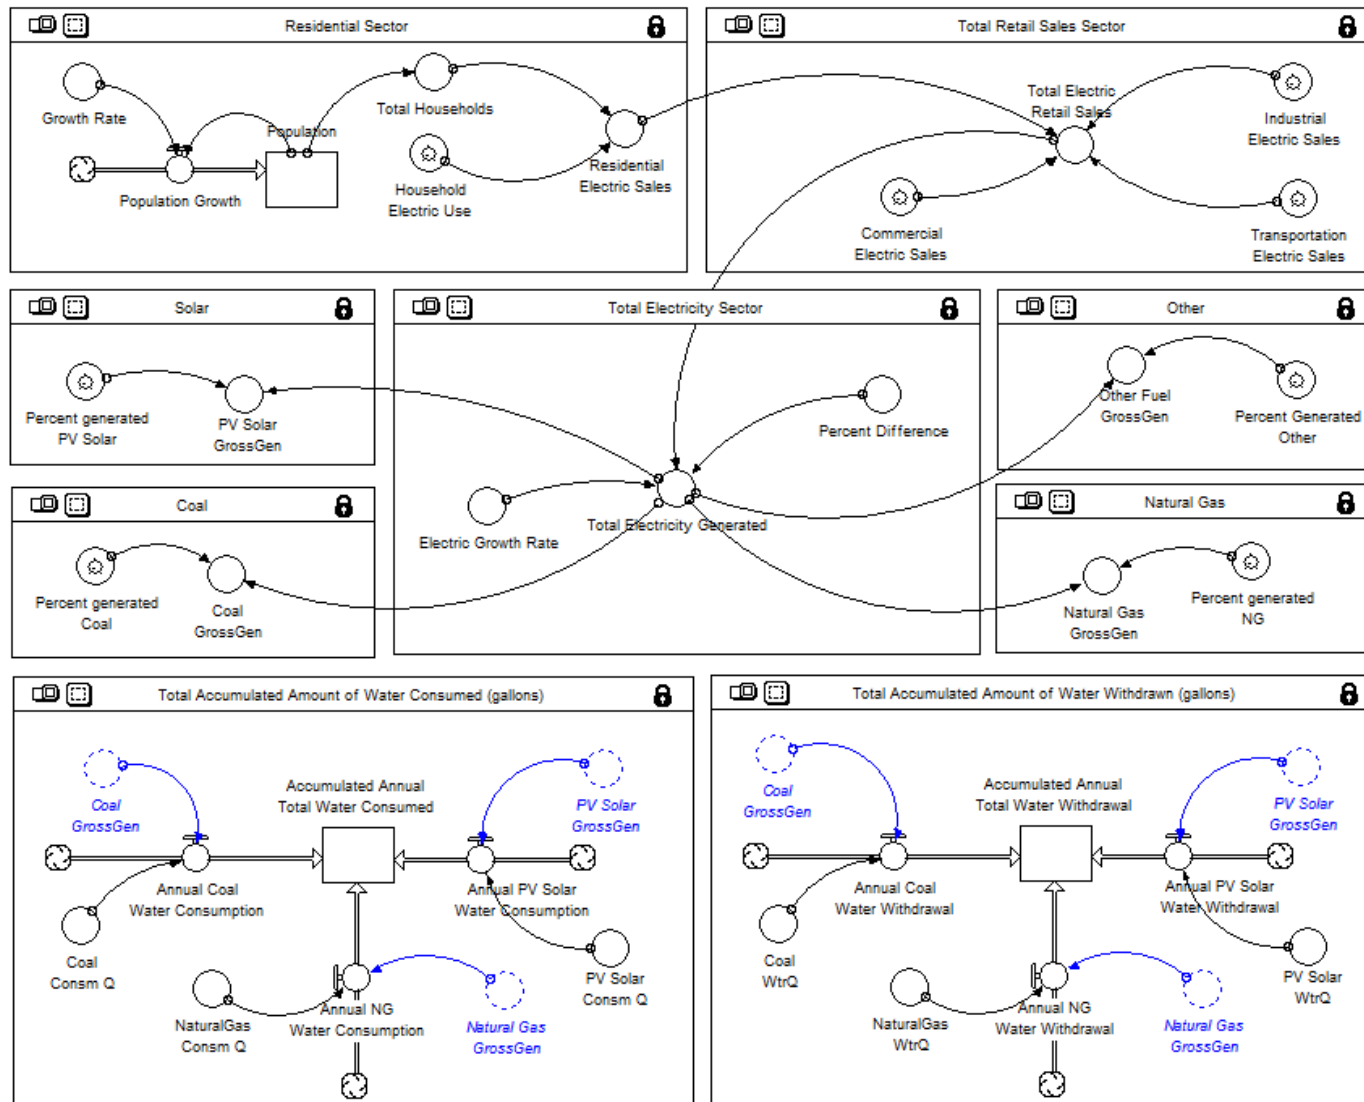 Residential Sector
Growth Rate
Population Growth
Population
Total Households
Household
Electric Use
Residential
Electric Sales
Total Retail Sales Sector
Total Electric
Retail Sales
Industrial
Electric Sales
Commercial
Electric Sales
Transportation
Electric Sales
Solar
Percent generated
PV Solar
PV Solar
GrossGen
Total Electricity Sector
Percent Difference
Electric Growth Rate
Total Electricity Generated
Other
Other Fuel
GrossGen
Percent Generated
Other
Coal
Percent generated
Coal
Coal
GrossGen
Natural Gas
Natural Gas
GrossGen
Percent generated
NG
Total Accumulated Amount of Water Consumed (gallons)
Coal
GrossGen
Accumulated Annual
Total Water Consumed
PV Solar
GrossGen
Annual Coal
Water Consumption
Annual PV Solar
Water Consumption
Coal
Consm Q
PV Solar
Consm Q
NaturalGas
Consm Q
Annual NG
Water Consumption
Natural Gas
GrossGen
Total Accumulated Amount of Water Withdrawn (gallons)
Coal
GrossGen
Accumulated Annual
Total Water Withdrawal
PV Solar
GrossGen
Annual Coal
Water Withdrawal
Annual PV Solar
Water Withdrawal
Coal
WtrQ
PV Solar
WtrQ
NaturalGas
WtrQ
Annual NG
Water Withdrawal
Natural Gas
GrossGen